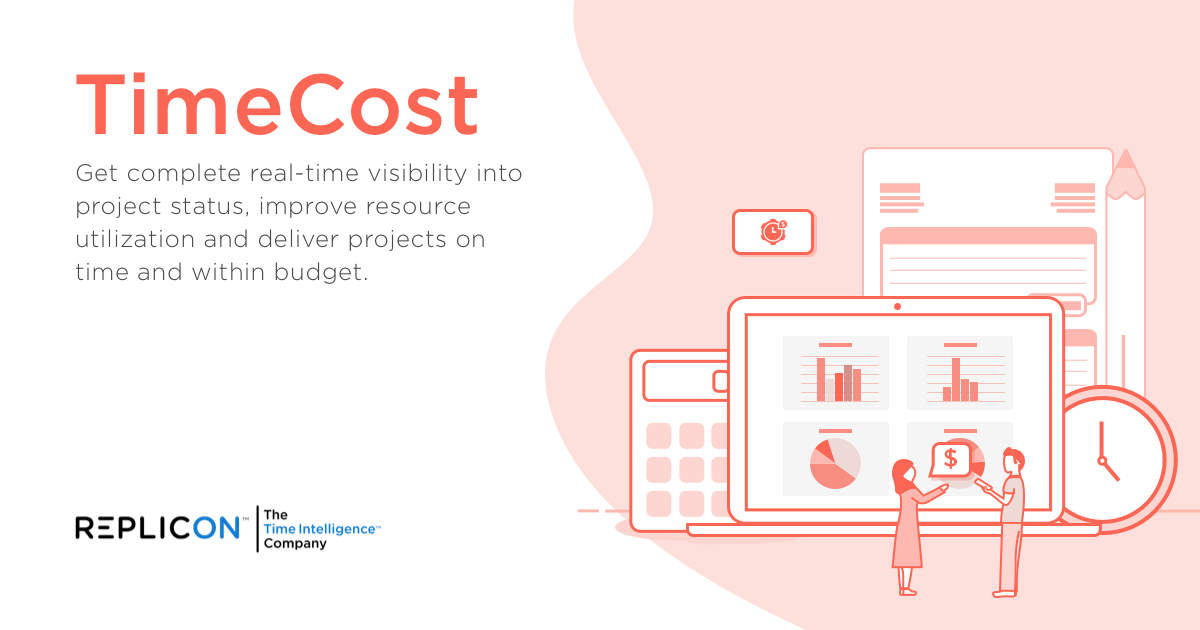 TimeCost
Get complete real-time visibility into
project status, improve resource
utilization and deliver projects on
time and within budget.
$
REPLICON™
The
Time Intelligence™
Company